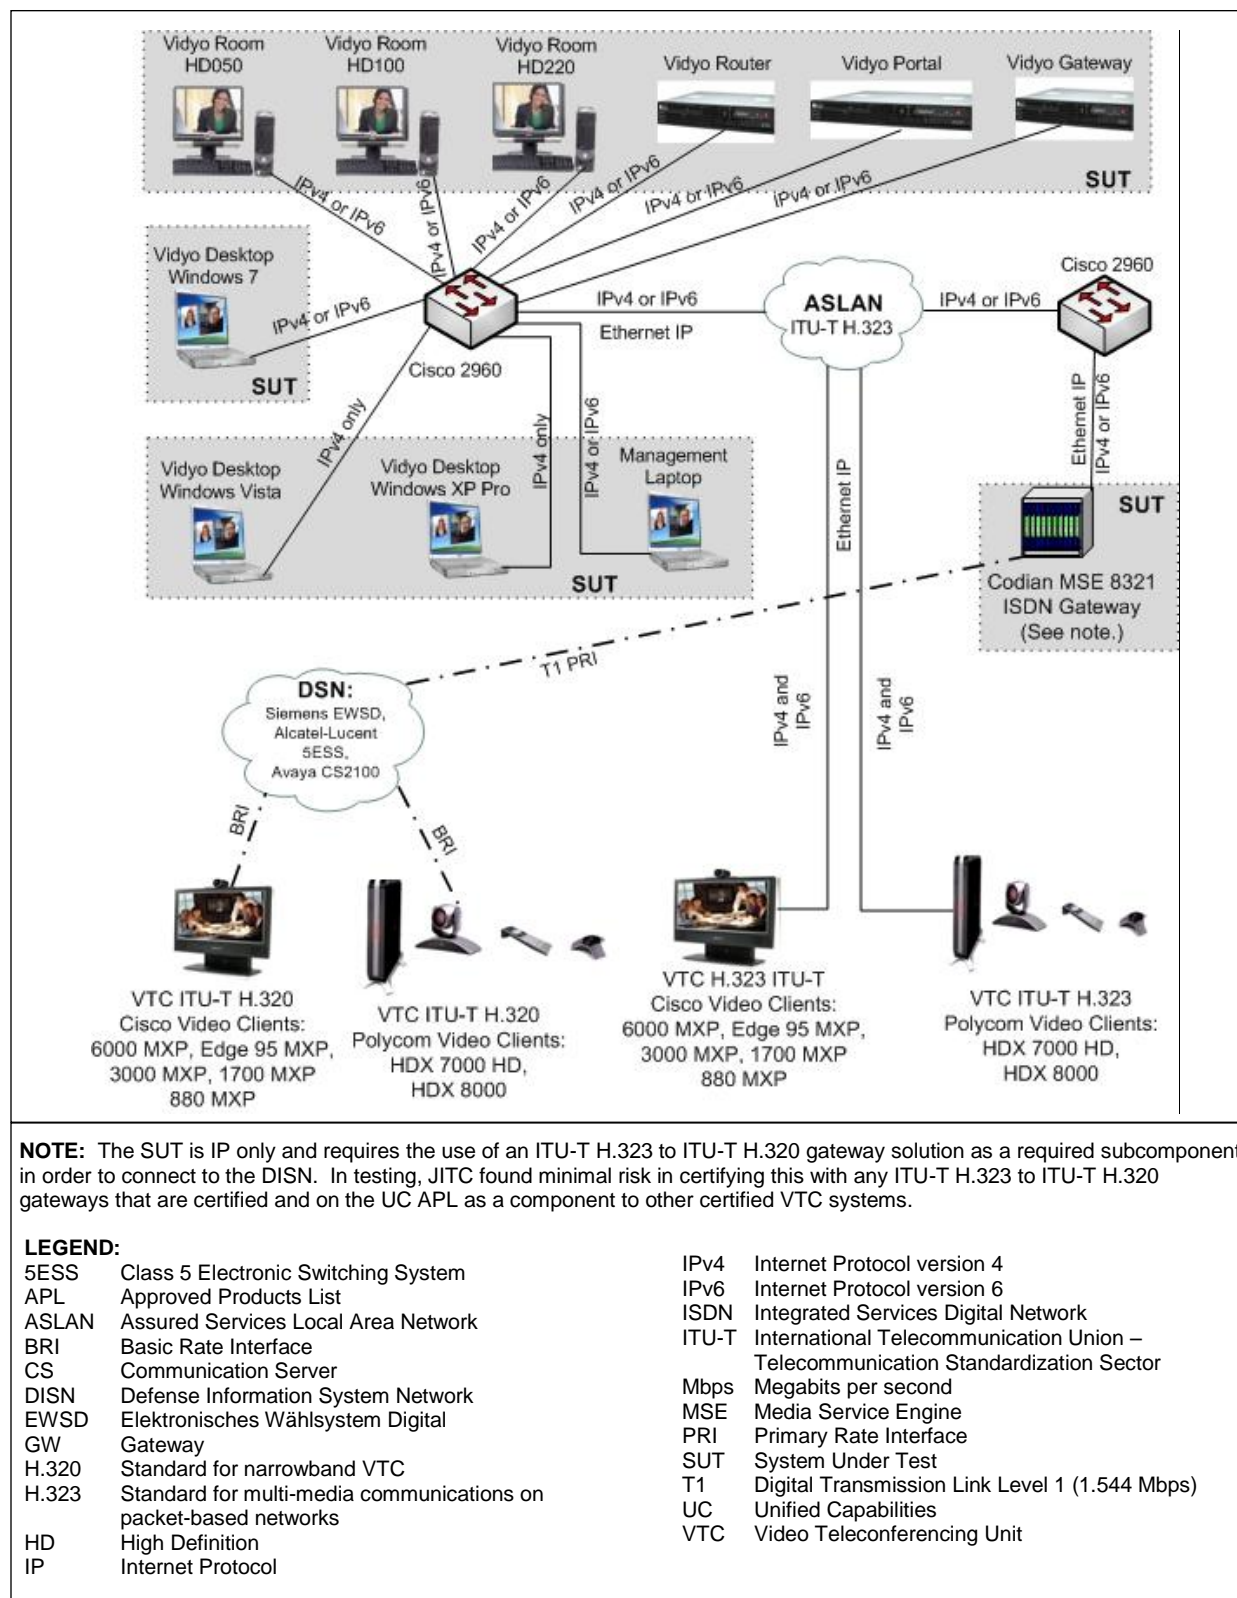 Vidyo Room
HD050
Vidyo Room
HD100
Vidyo Room
HD220
Vidyo Router
Vidyo Portal
Vidyo Gateway
SUT
IPv4 or IPv6
IPv4 or IPv6
IPv4 or IPv6
IPv4 or IPv6
IPv4 or IPv6
IPv4 or IPv6
Vidyo Desktop
Windows 7
SUT
IPv4 or IPv6
Cisco 2960
IPv4 or IPv6
Ethernet IP
ASLAN
ITU-T H.323
IPv4 or IPv6
Cisco 2960
Ethernet IP
IPv4 or IPv6
IPv4 only
IPv4 only
IPv4 or IPv6
Vidyo Desktop
Windows Vista
Vidyo Desktop
Windows XP Pro
Management
Laptop
SUT
Ethernet IP
SUT
Codian MSE 8321
ISDN Gateway
(See note.)
T1 PRI
DSN:
Siemens EWSD,
Alcatel-Lucent
5ESS,
Avaya CS2100
IPv4 and
IPv6
IPv4 and
IPv6
BRI
BRI
VTC ITU-T H.320
Cisco Video Clients:
6000 MXP, Edge 95 MXP,
3000 MXP, 1700 MXP
880 MXP
VTC ITU-T H.320
Polycom Video Clients:
HDX 7000 HD,
HDX 8000
VTC H.323 ITU-T
Cisco Video Clients:
6000 MXP, Edge 95 MXP,
3000 MXP, 1700 MXP
880 MXP
VTC ITU-T H.323
Polycom Video Clients:
HDX 7000 HD,
HDX 8000
NOTE: The SUT is IP only and requires the use of an ITU-T H.323 to ITU-T H.320 gateway solution as a required subcomponent
in order to connect to the DISN. In testing, JITC found minimal risk in certifying this with any ITU-T H.323 to ITU-T H.320
gateways that are certified and on the UC APL as a component to other certified VTC systems.
LEGEND:
5ESS Class 5 Electronic Switching System
APL Approved Products List
ASLAN Assured Services Local Area Network
BRI Basic Rate Interface
CS Communication Server
DISN Defense Information System Network
EWSD Elektronisches Wählsystem Digital
GW Gateway
H.320 Standard for narrowband VTC
H.323 Standard for multi-media communications on
packet-based networks
HD High Definition
IP Internet Protocol
IPv4 Internet Protocol version 4
IPv6 Internet Protocol version 6
ISDN Integrated Services Digital Network
ITU-T International Telecommunication Union –
Telecommunication Standardization Sector
Mbps Megabits per second
MSE Media Service Engine
PRI Primary Rate Interface
SUT System Under Test
T1 Digital Transmission Link Level 1 (1.544 Mbps)
UC Unified Capabilities
VTC Video Teleconferencing Unit